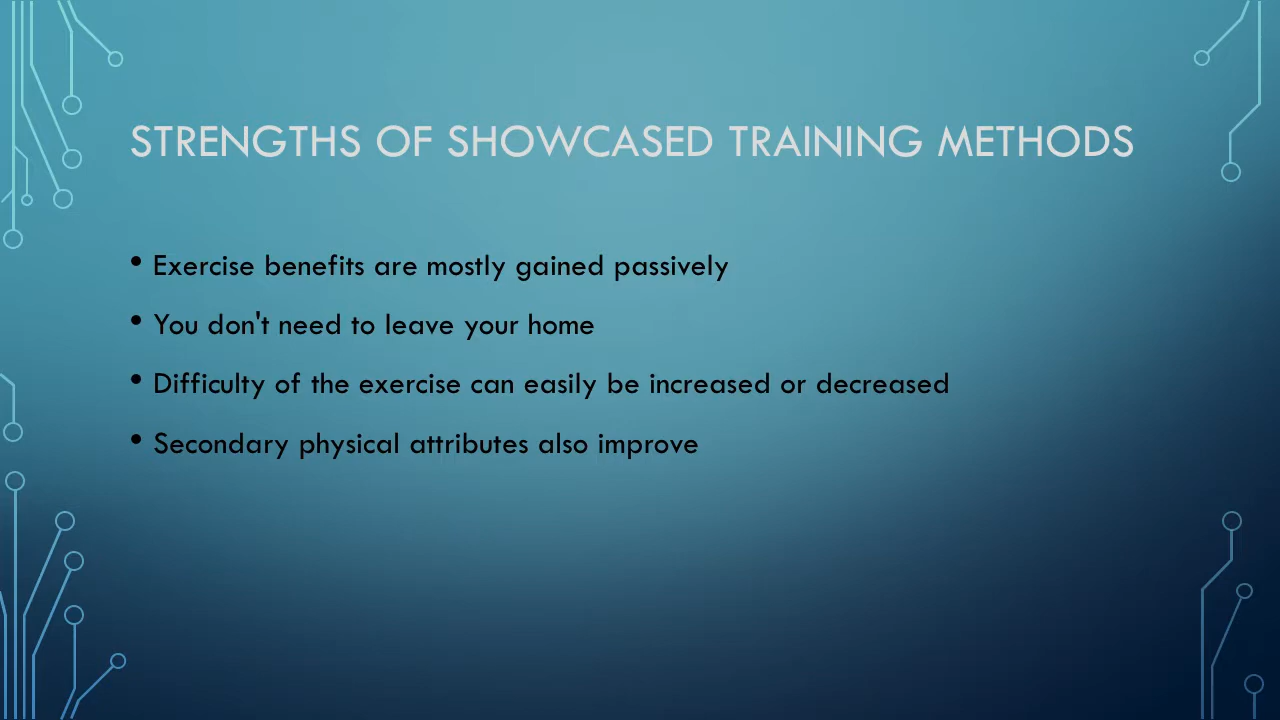 STRENGTHS OF SHOWCASED TRAINING METHODS
• Exercise benefits are mostly gained passively
• You don't need to leave your home
• Difficulty of the exercise can easily be increased or decreased
• Secondary physical attributes also improve